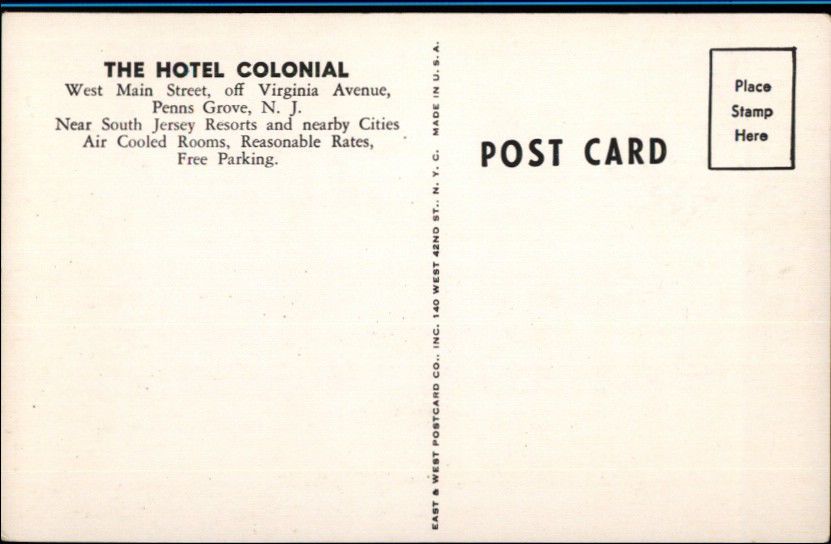 THE HOTEL COLONIAL
West Main Street, off Virginia Avenue,
Penns Grove, N. J.
Near South Jersey Resorts and nearby Cities
Air Cooled Rooms, Reasonable Rates,
Free Parking.
EAST & WEST POSTCARD CO., INC. 140 WEST 42ND ST., N. Y. C. MADE IN U. S. A.
POST CARD
Place
Stamp
Here